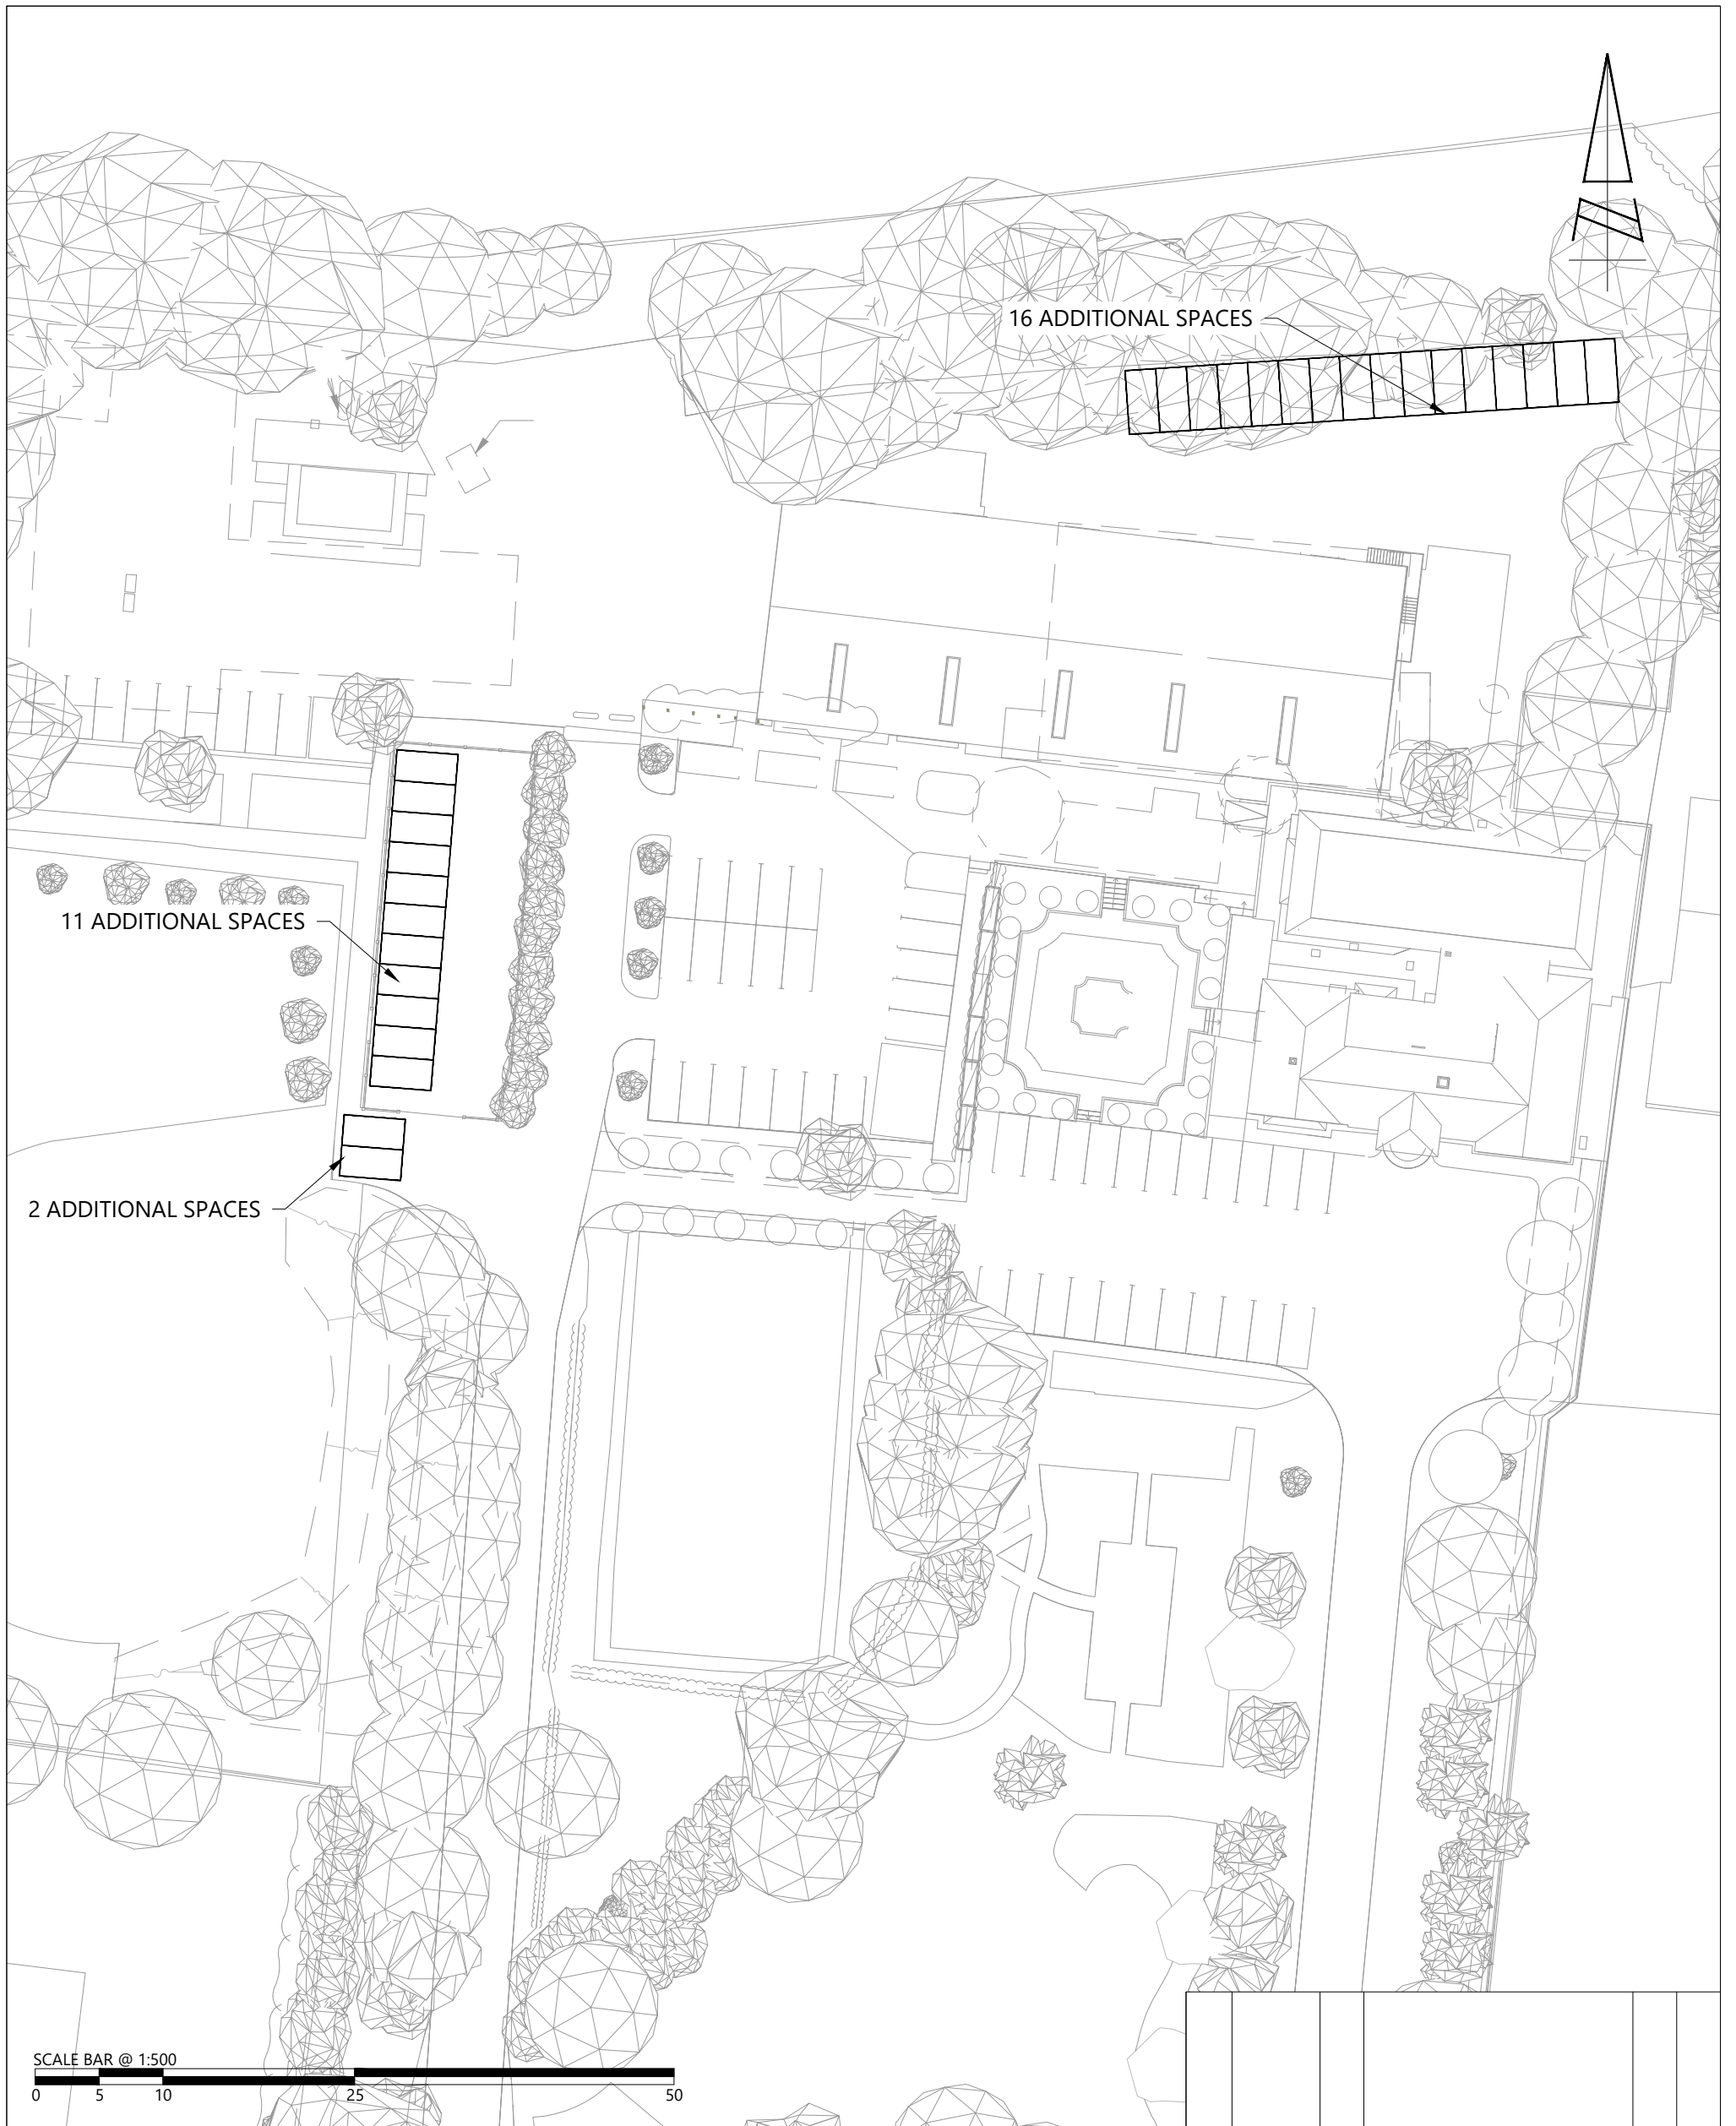 16 ADDITIONAL SPACES
11 ADDITIONAL SPACES
2 ADDITIONAL SPACES
SCALE BAR @ 1:500
0 5 10 25 50